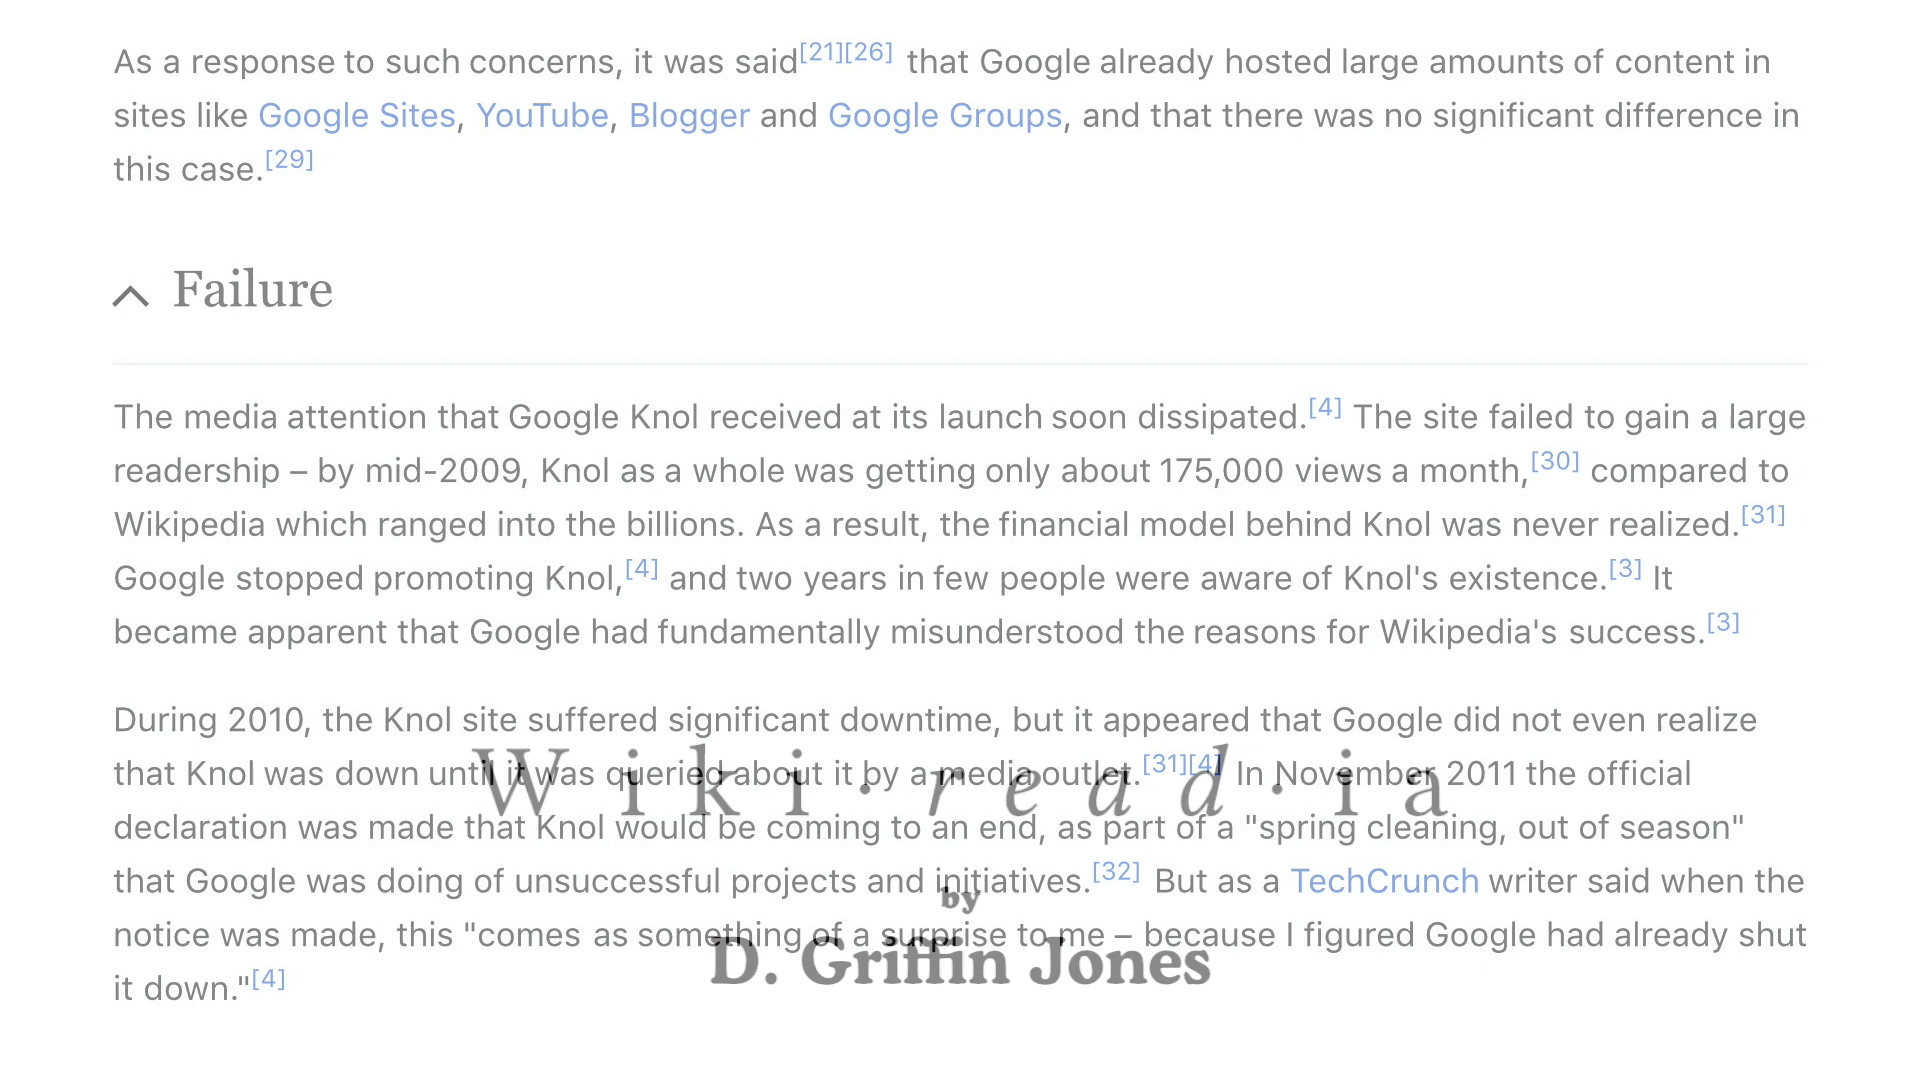 As a response to such concerns, it was said[21][26] that Google already hosted large amounts of content in
sites like Google Sites, YouTube, Blogger and Google Groups, and that there was no significant difference in
this case.[29]
Failure
The media attention that Google Knol received at its launch soon dissipated.[4] The site failed to gain a large
readership – by mid-2009, Knol as a whole was getting only about 175,000 views a month,[30] compared to
Wikipedia which ranged into the billions. As a result, the financial model behind Knol was never realized.[31]
Google stopped promoting Knol,[4] and two years in few people were aware of Knol's existence.[3] It
became apparent that Google had fundamentally misunderstood the reasons for Wikipedia's success.[3]
During 2010, the Knol site suffered significant downtime, but it appeared that Google did not even realize
that Knol was down until it was queried about it by a media outlet.[31][4] In November 2011 the official
declaration was made that Knol would be coming to an end, as part of a "spring cleaning, out of season"
that Google was doing of unsuccessful projects and initiatives.[32] But as a TechCrunch writer said when the
notice was made, this "comes as something of a surprise to me – because I figured Google had already shut
it down."[4]
Wiki·read·ia
by
D. Griffin Jones